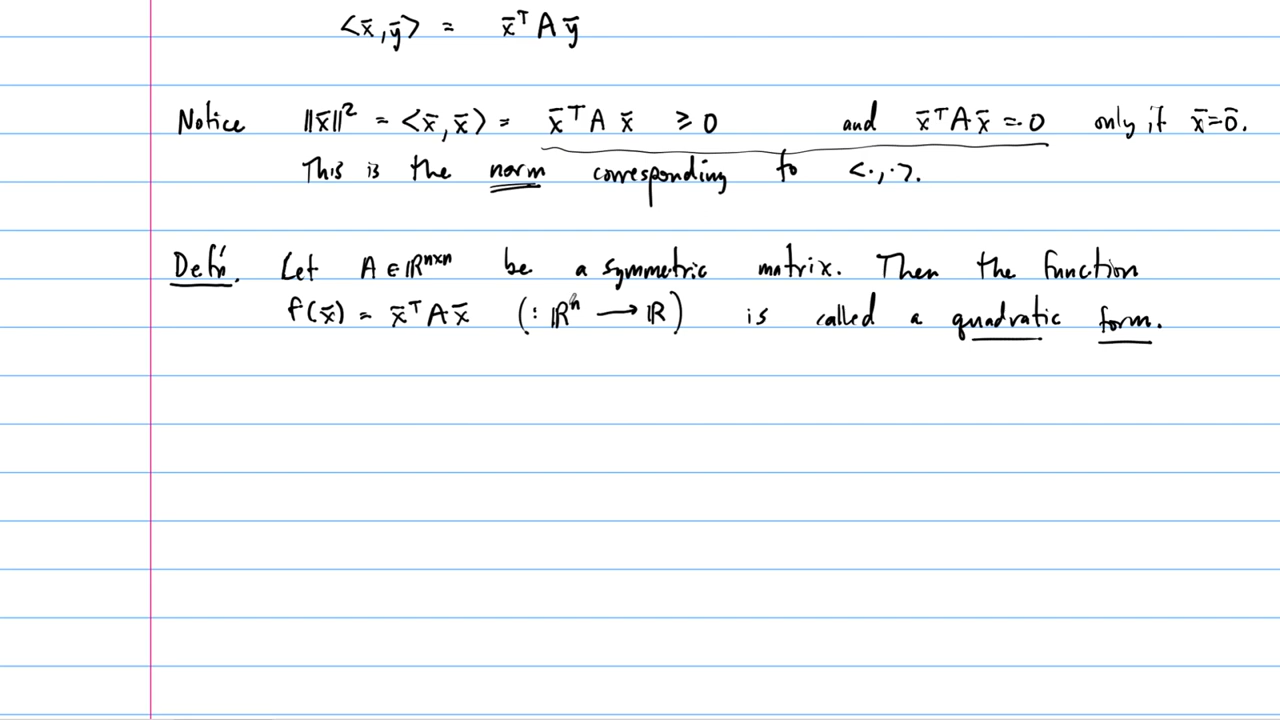 <x̄,ȳ> = x̄ᵀ A ȳ
Notice ||x̄||² = <x̄,x̄> = x̄ᵀ A x̄ ≥ 0 and x̄ᵀ A x̄ = 0 only if x̄=0̄.
This is the norm corresponding to <·,·>.
Def'n. Let A ∈ ℝⁿˣⁿ be a symmetric matrix. Then the function
f(x̄) = x̄ᵀ A x̄ (: ℝⁿ ⟶ ℝ) is called a quadratic form.